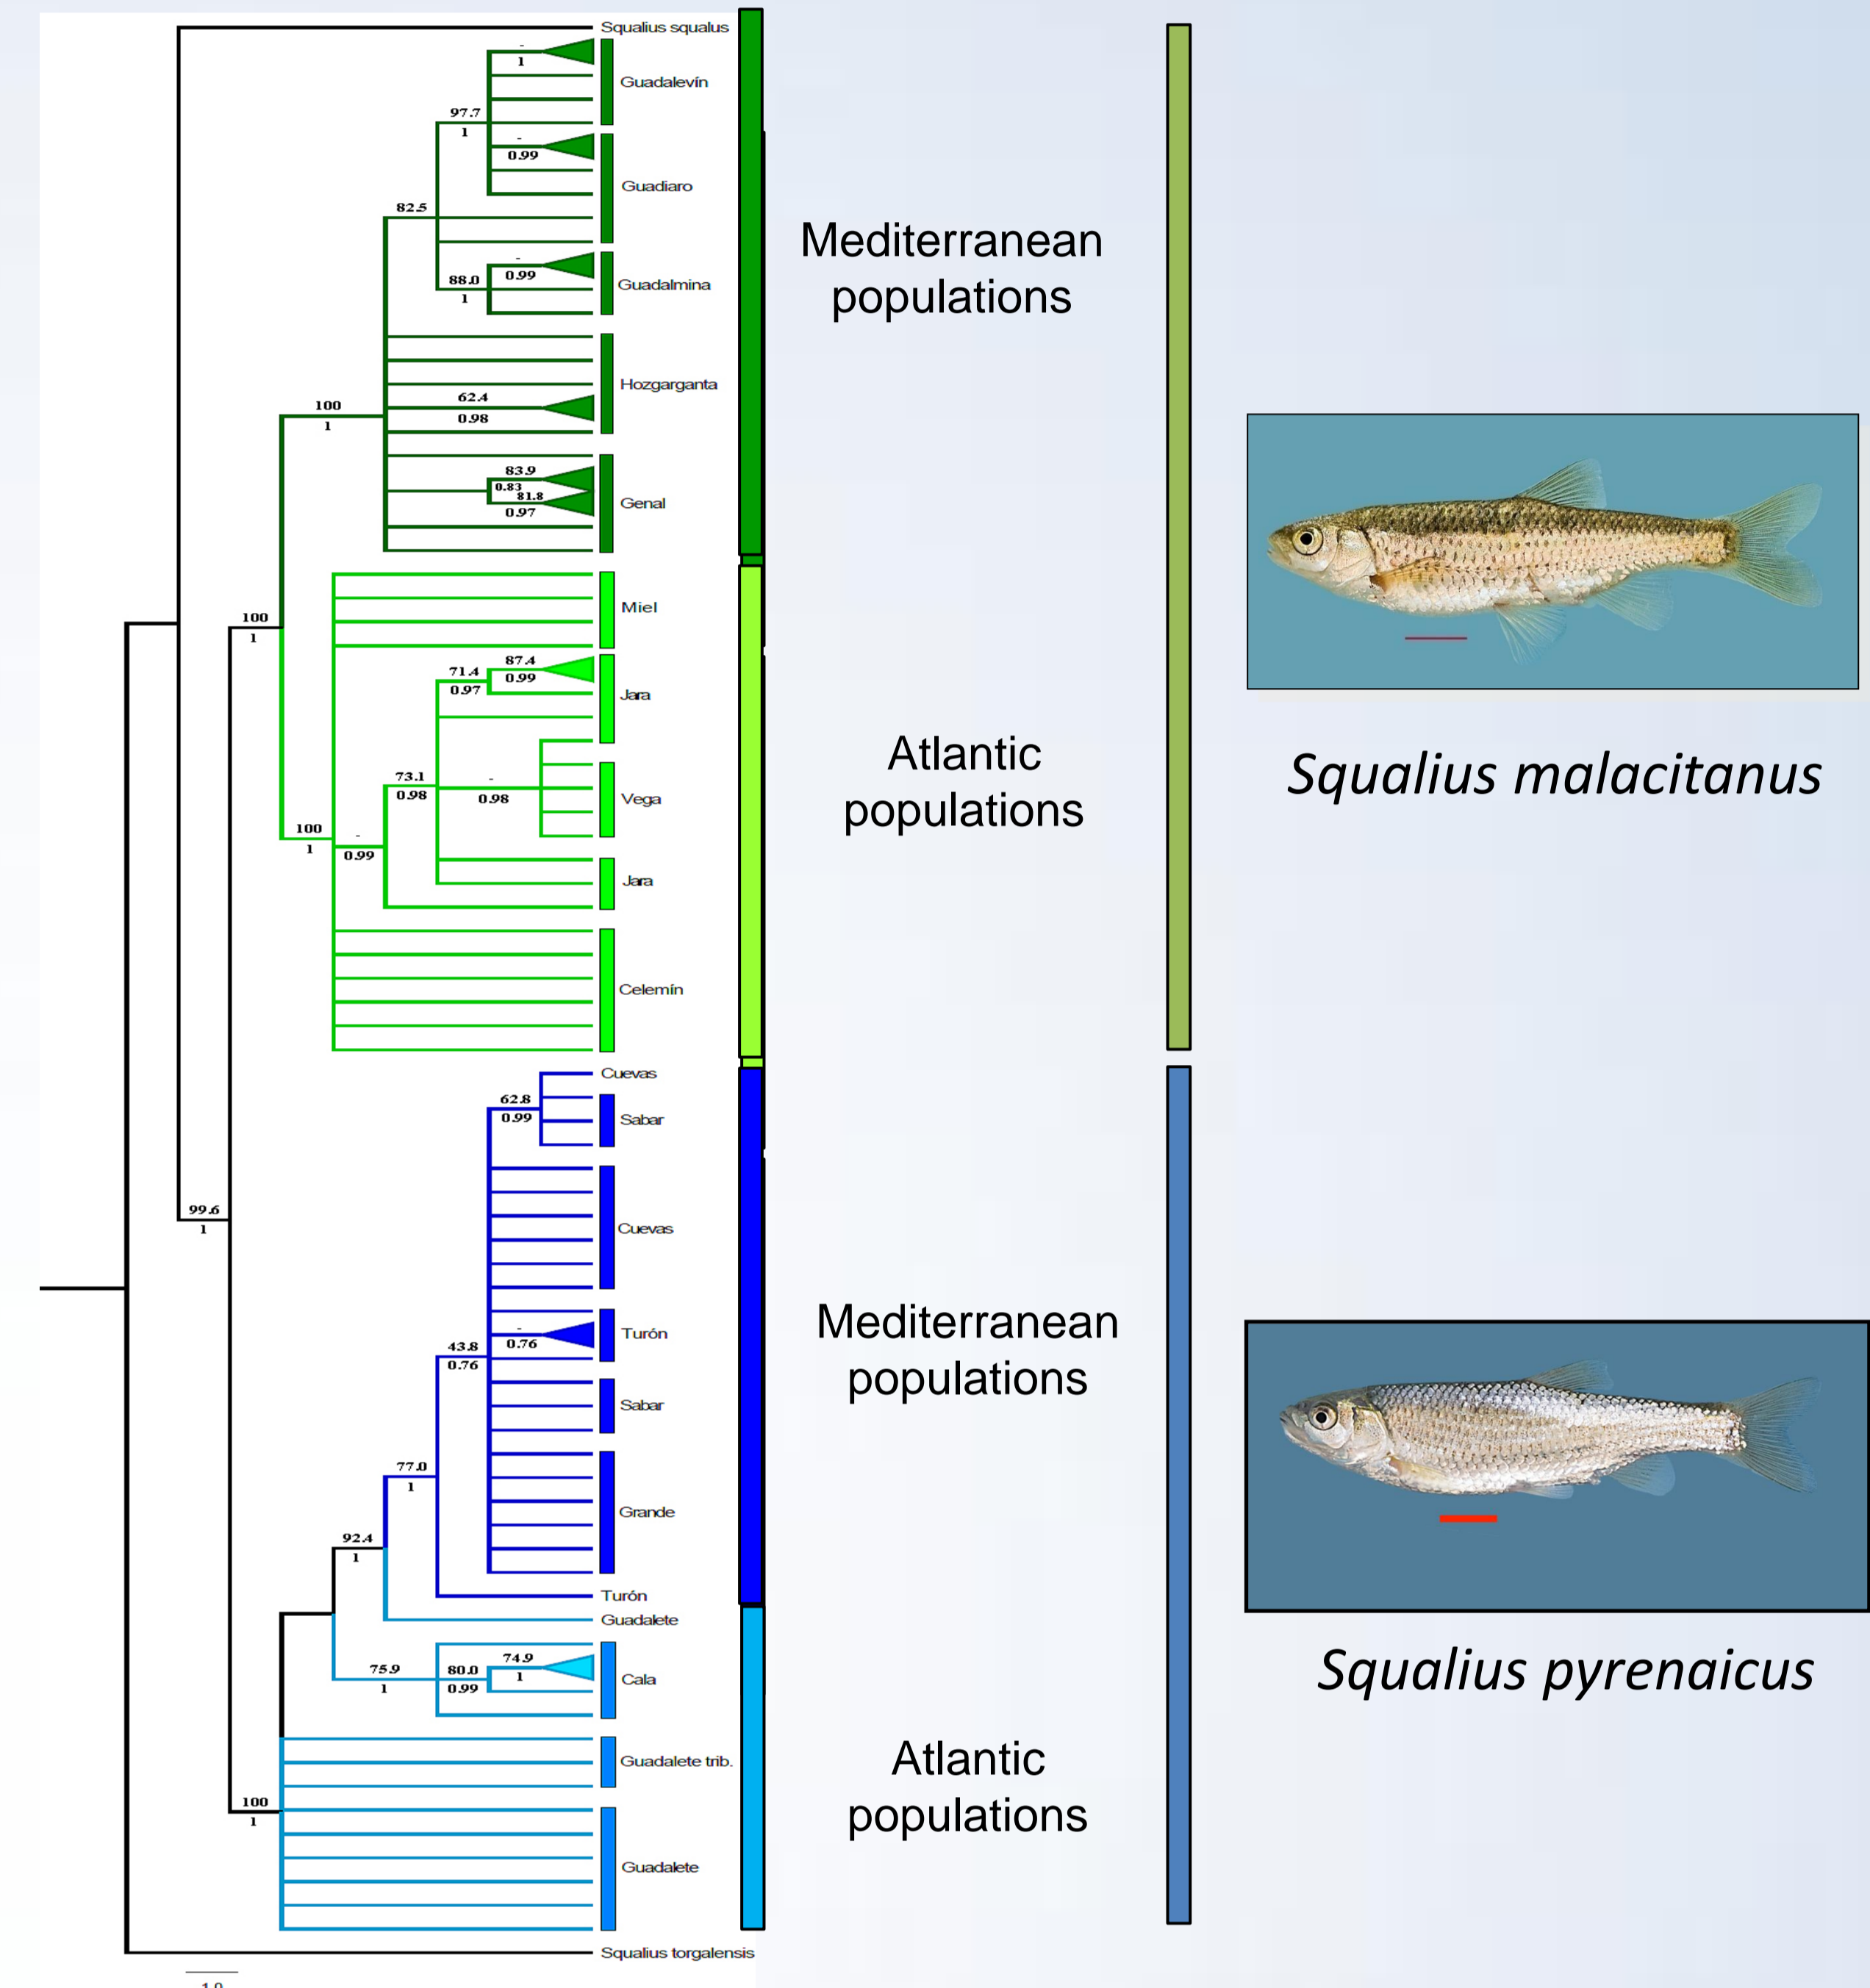 Squalius squalus
-
1
Guadalevín
97.7
1
-
0.99
Guadiaro
82.5
-
0.99
88.0
1
Guadalmina
Mediterranean
populations
62.4
0.98
Hozgarganta
100
1
83.9
0.83
81.8
0.97
Genal
Miel
100
1
87.4
0.99
71.4
0.97
Jara
73.1
0.98
-
0.98
Vega
Atlantic
populations
Squalius malacitanus
100
1
-
0.99
Jara
Celemín
Cuevas
62.8
0.99
Sabar
99.6
1
Cuevas
-
0.76
Turón
43.8
0.76
Mediterranean
populations
Sabar
77.0
1
Grande
92.4
1
Turón
Guadalete
74.9
1
75.9
1
80.0
0.99
Cala
Squalius pyrenaicus
Guadalete trib.
100
1
Atlantic
populations
Guadalete
Squalius torgalensis